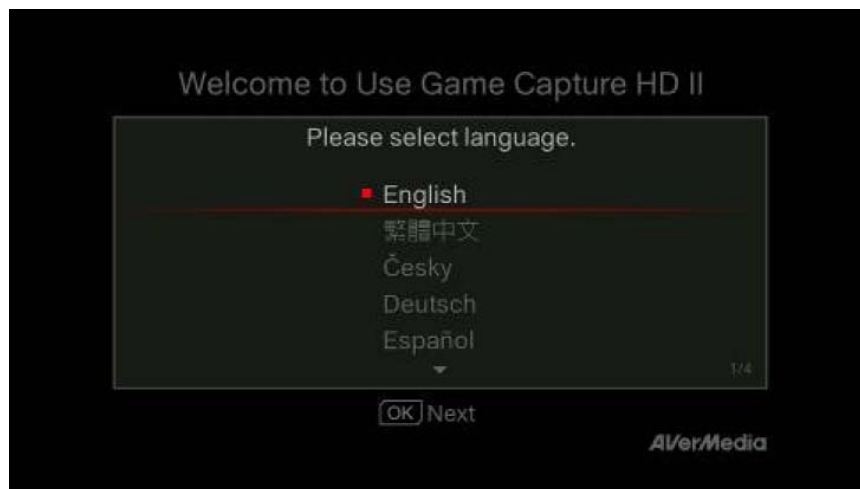 Welcome to Use Game Capture HD II
Please select language.
English
繁體中文
Česky
Deutsch
Español
1/4
OK Next
AVerMedia